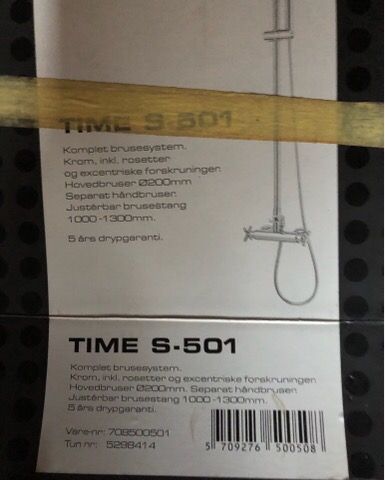 TIME S-501
Komplet brusesystem.
Krom, inkl. rosetter
og excentriske forskruninger.
Hovedbruser Ø200mm
Separat håndbruser.
Justérbar brusestang
1000-1300mm.
5 års drypgaranti.
TIME S-501
Komplet brusesystem.
Krom, inkl. rosetter og excentriske forskruninger
Hovedbruser Ø200mm. Separat håndbruser.
Justérbar brusestang 1000-1300mm.
5 års drypgaranti.
Vare-nr: 708500501
Tun nr: 5298414
5 709276 500508